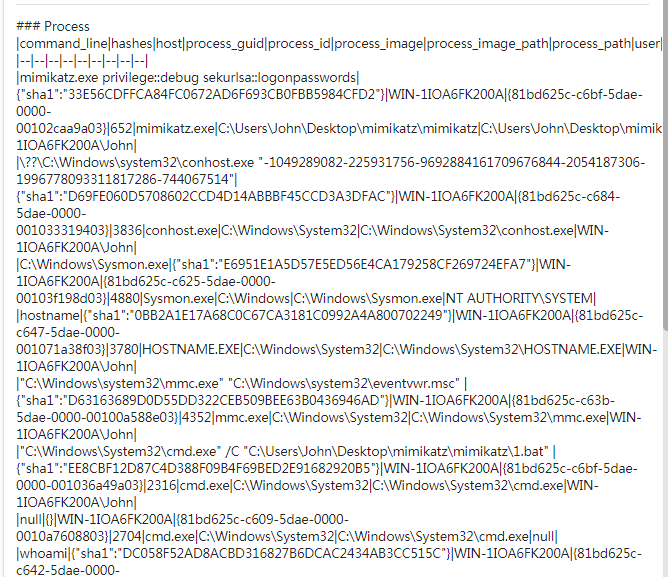 ### Process
|command_line|hashes|host|process_guid|process_id|process_image|process_image_path|process_path|user|
|--|--|--|--|--|--|--|--|--|
|mimikatz.exe privilege::debug sekurlsa::logonpasswords|
{"sha1":"33E56CDFFCA84FC0672AD6F693CB0FBB5984CFD2"}|WIN-1IOA6FK200A|{81bd625c-c6bf-5dae-
0000-
00102caa9a03}|652|mimikatz.exe|C:\Users\John\Desktop\mimikatz\mimikatz|C:\Users\John\Desktop\mimik
1IOA6FK200A\John|
|\??\C:\Windows\system32\conhost.exe "-1049289082-225931756-9692884161709676844-2054187306-
1996778093311817286-744067514"|
{"sha1":"D69FE060D5708602CCD4D14ABBBF45CCD3A3DFAC"}|WIN-1IOA6FK200A|{81bd625c-c684-
5dae-0000-
001033319403}|3836|conhost.exe|C:\Windows\System32|C:\Windows\System32\conhost.exe|WIN-
1IOA6FK200A\John|
|C:\Windows\Sysmon.exe|{"sha1":"E6951E1A5D57E5ED56E4CA179258CF269724EFA7"}|WIN-
1IOA6FK200A|{81bd625c-c625-5dae-0000-
00103f198d03}|4880|Sysmon.exe|C:\Windows|C:\Windows\Sysmon.exe|NT AUTHORITY\SYSTEM|
|hostname|{"sha1":"0BB2A1E17A68C0C67CA3181C0992A4A800702249"}|WIN-1IOA6FK200A|{81bd625c-
c647-5dae-0000-
001071a38f03}|3780|HOSTNAME.EXE|C:\Windows\System32|C:\Windows\System32\HOSTNAME.EXE|WIN-
1IOA6FK200A\John|
|"C:\Windows\system32\mmc.exe" "C:\Windows\system32\eventvwr.msc" |
{"sha1":"D63163689D0D55DD322CEB509BEE63B0436946AD"}|WIN-1IOA6FK200A|{81bd625c-c63b-
5dae-0000-00100a588e03}|4352|mmc.exe|C:\Windows\System32|C:\Windows\System32\mmc.exe|WIN-
1IOA6FK200A\John|
|"C:\Windows\System32\cmd.exe" /C "C:\Users\John\Desktop\mimikatz\mimikatz\1.bat" |
{"sha1":"EE8CBF12D87C4D388F09B4F69BED2E91682920B5"}|WIN-1IOA6FK200A|{81bd625c-c6bf-5dae-
0000-001036a49a03}|2316|cmd.exe|C:\Windows\System32|C:\Windows\System32\cmd.exe|WIN-
1IOA6FK200A\John|
|null|{}|WIN-1IOA6FK200A|{81bd625c-c609-5dae-0000-
0010a7608803}|2704|cmd.exe|C:\Windows\System32|C:\Windows\System32\cmd.exe|null|
|whoami|{"sha1":"DC058F52AD8ACBD316827B6DCAC2434AB3CC515C"}|WIN-1IOA6FK200A|{81bd625c-
c642-5dae-0000-